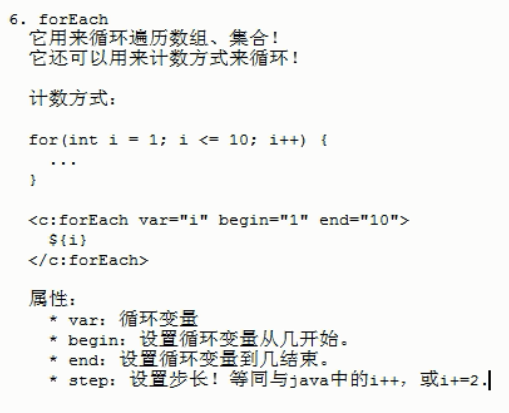 6. forEach
它用来循环遍历数组、集合！
它还可以用来计数方式来循环！
计数方式：
for(int i = 1; i <= 10; i++) {
...
}
<c:forEach var="i" begin="1" end="10">
${i}
</c:forEach>
属性：
* var：循环变量
* begin：设置循环变量从几开始。
* end：设置循环变量到几结束。
* step：设置步长！等同与java中的i++，或i+=2.